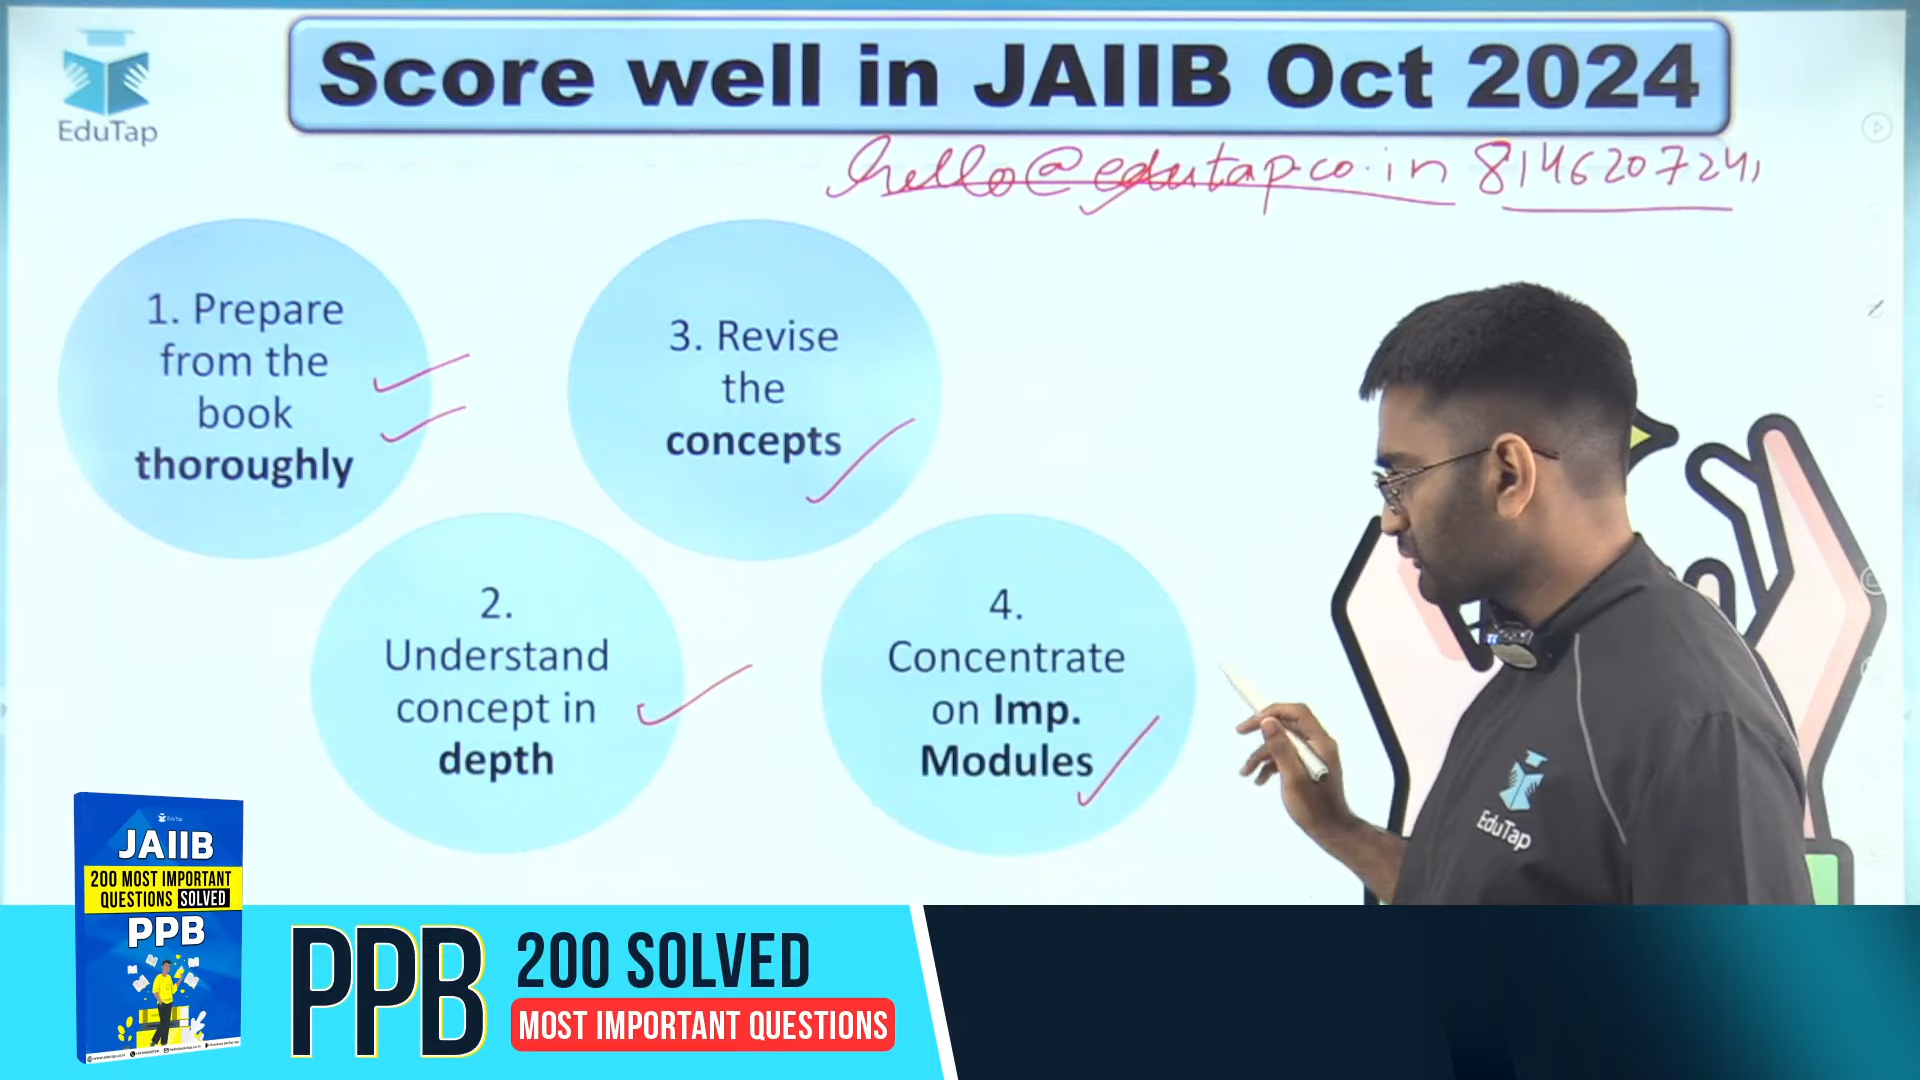 EduTap
Score well in JAIIB Oct 2024
hello@edutap.co.in 8146207241
1. Prepare
from the
book
thoroughly
3. Revise
the
concepts
2.
Understand
concept in
depth
4.
Concentrate
on Imp.
Modules
EduTap
EduTap
JAIIB
200 MOST IMPORTANT
QUESTIONS SOLVED
PPB
PPB
200 SOLVED
MOST IMPORTANT QUESTIONS